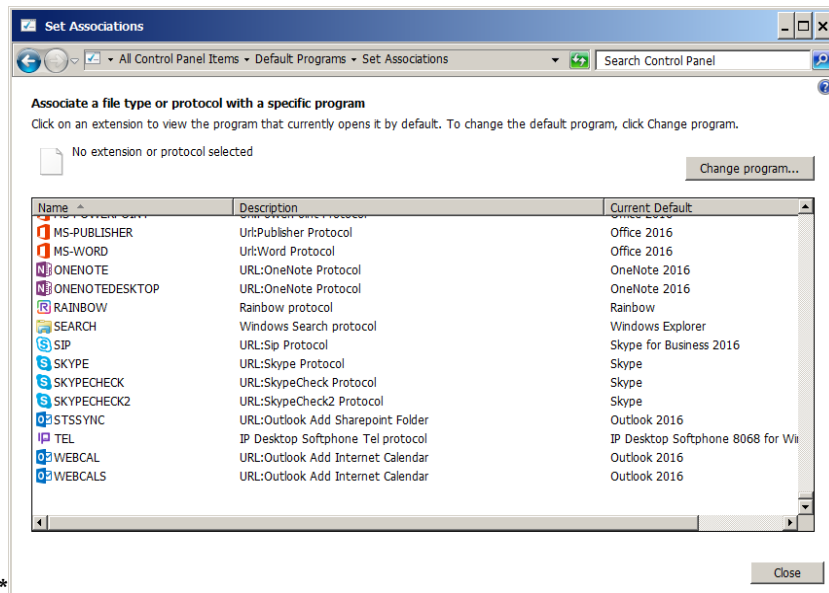 Set Associations
All Control Panel Items Default Programs Set Associations Search Control Panel
Associate a file type or protocol with a specific program
Click on an extension to view the program that currently opens it by default. To change the default program, click Change program.
No extension or protocol selected
Change program...
Name Description Current Default
MS-PUBLISHER Url:Publisher Protocol Office 2016
MS-WORD Url:Word Protocol Office 2016
ONENOTE URL:OneNote Protocol OneNote 2016
ONENOTEDESKTOP URL:OneNote Protocol OneNote 2016
RAINBOW Rainbow protocol Rainbow
SEARCH Windows Search protocol Windows Explorer
SIP URL:Sip Protocol Skype for Business 2016
SKYPE URL:Skype Protocol Skype
SKYPECHECK URL:SkypeCheck Protocol Skype
SKYPECHECK2 URL:SkypeCheck2 Protocol Skype
STSSYNC URL:Outlook Add Sharepoint Folder Outlook 2016
TEL IP Desktop Softphone Tel protocol IP Desktop Softphone 8068 for
WEBCAL URL:Outlook Add Internet Calendar Outlook 2016
WEBCALS URL:Outlook Add Internet Calendar Outlook 2016
Close
*